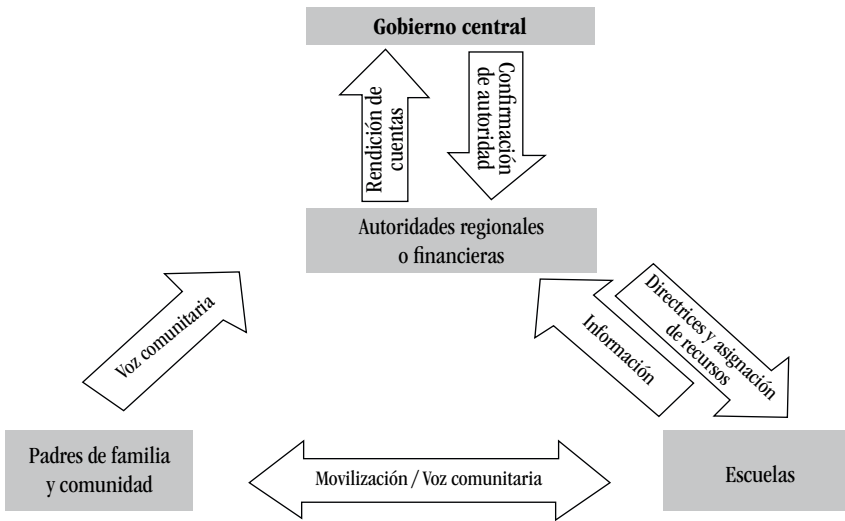 Gobierno central
Rendición de
cuentas
Confirmación
de autoridad
Autoridades regionales
o financieras
Voz comunitaria
Información
Directrices y asignación
de recursos
Padres de familia
y comunidad
Movilización / Voz comunitaria
Escuelas